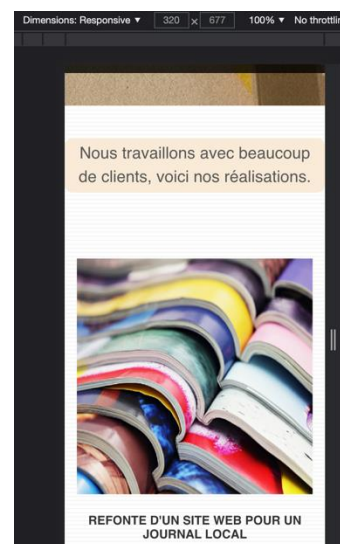 Dimensions: Responsive ▼ 320 × 677 100% ▼ No throttlin
Nous travaillons avec beaucoup
de clients, voici nos réalisations.
REFONTE D'UN SITE WEB POUR UN
JOURNAL LOCAL